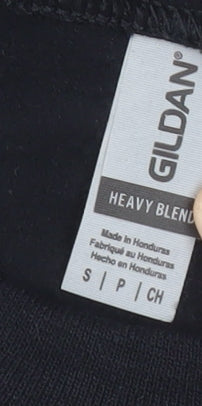 GILDAN®
HEAVY BLEND
Made in Honduras
Fabriqué au Honduras
Hecho en Honduras
S | P | CH